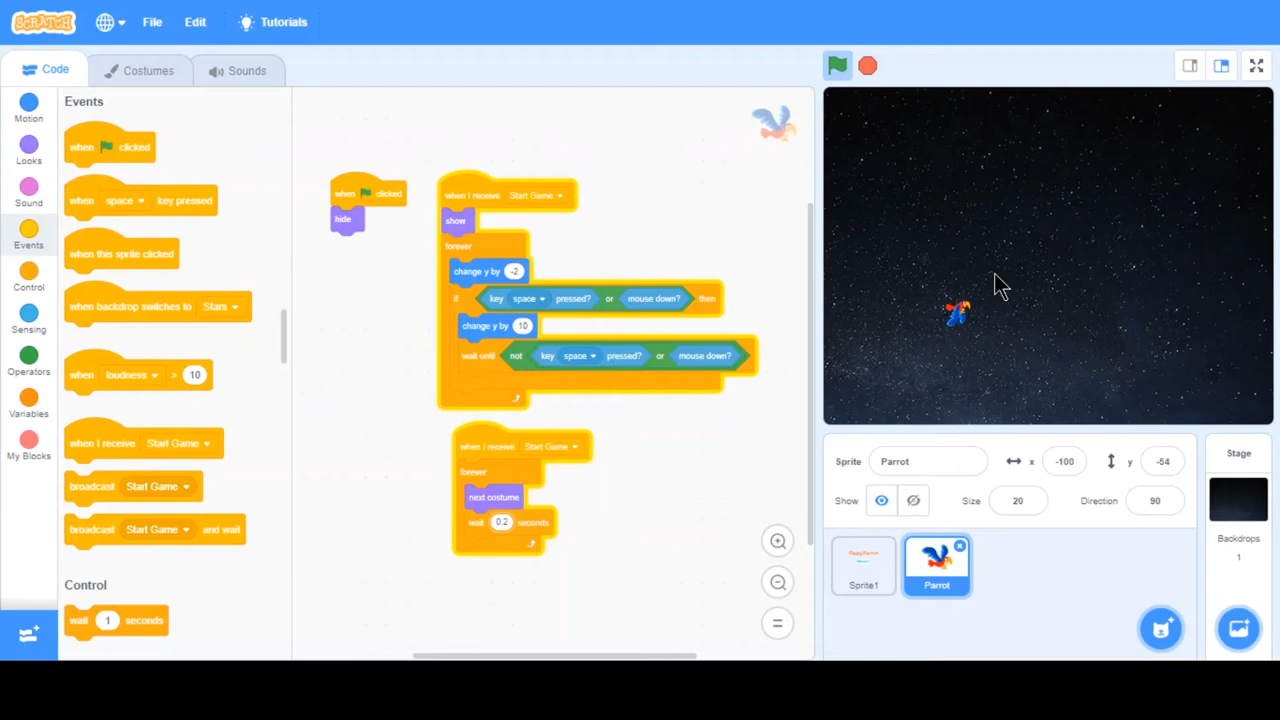 SCRATCH File Edit Tutorials
Code Costumes Sounds
Motion
Looks
Sound
Events
Control
Sensing
Operators
Variables
My Blocks
Events
when clicked
when space key pressed
when this sprite clicked
when backdrop switches to Stars
when loudness > 10
when I receive Start Game
broadcast Start Game
broadcast Start Game and wait
Control
wait 1 seconds
when clicked
hide
when I receive Start Game
show
forever
change y by -2
if key space pressed? or mouse down? then
change y by 10
wait until not key space pressed? or mouse down?
when I receive Start Game
forever
next costume
wait 0.2 seconds
Sprite Parrot x -100 y -54
Show Size 20 Direction 90
Sprite1
Parrot
Stage
Backdrops
1